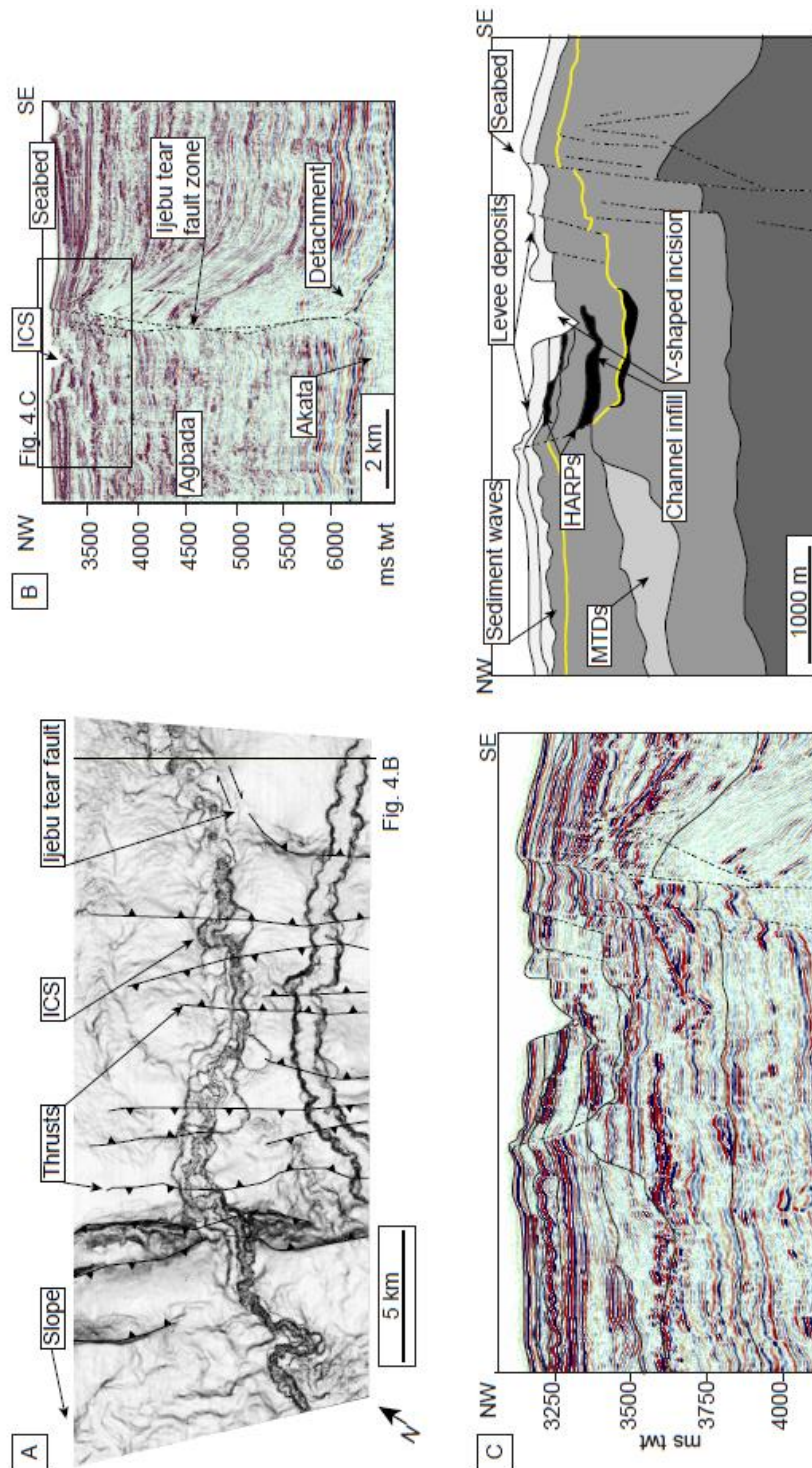 A
Slope
Thrusts
ICS
Ijebu tear fault
5 km
N
Fig. 4.B
B
NW
Fig. 4.C
ICS
Seabed
SE
3500
4000
4500
5000
5500
6000
ms twt
Agbada
Akata
Ijebu tear
fault zone
Detachment
2 km
C
NW
SE
3250
3500
3750
4000
ms twt
NW
Sediment waves
Levee deposits
Seabed
SE
HARPs
MTDs
Channel infill
V-shaped incision
1000 m